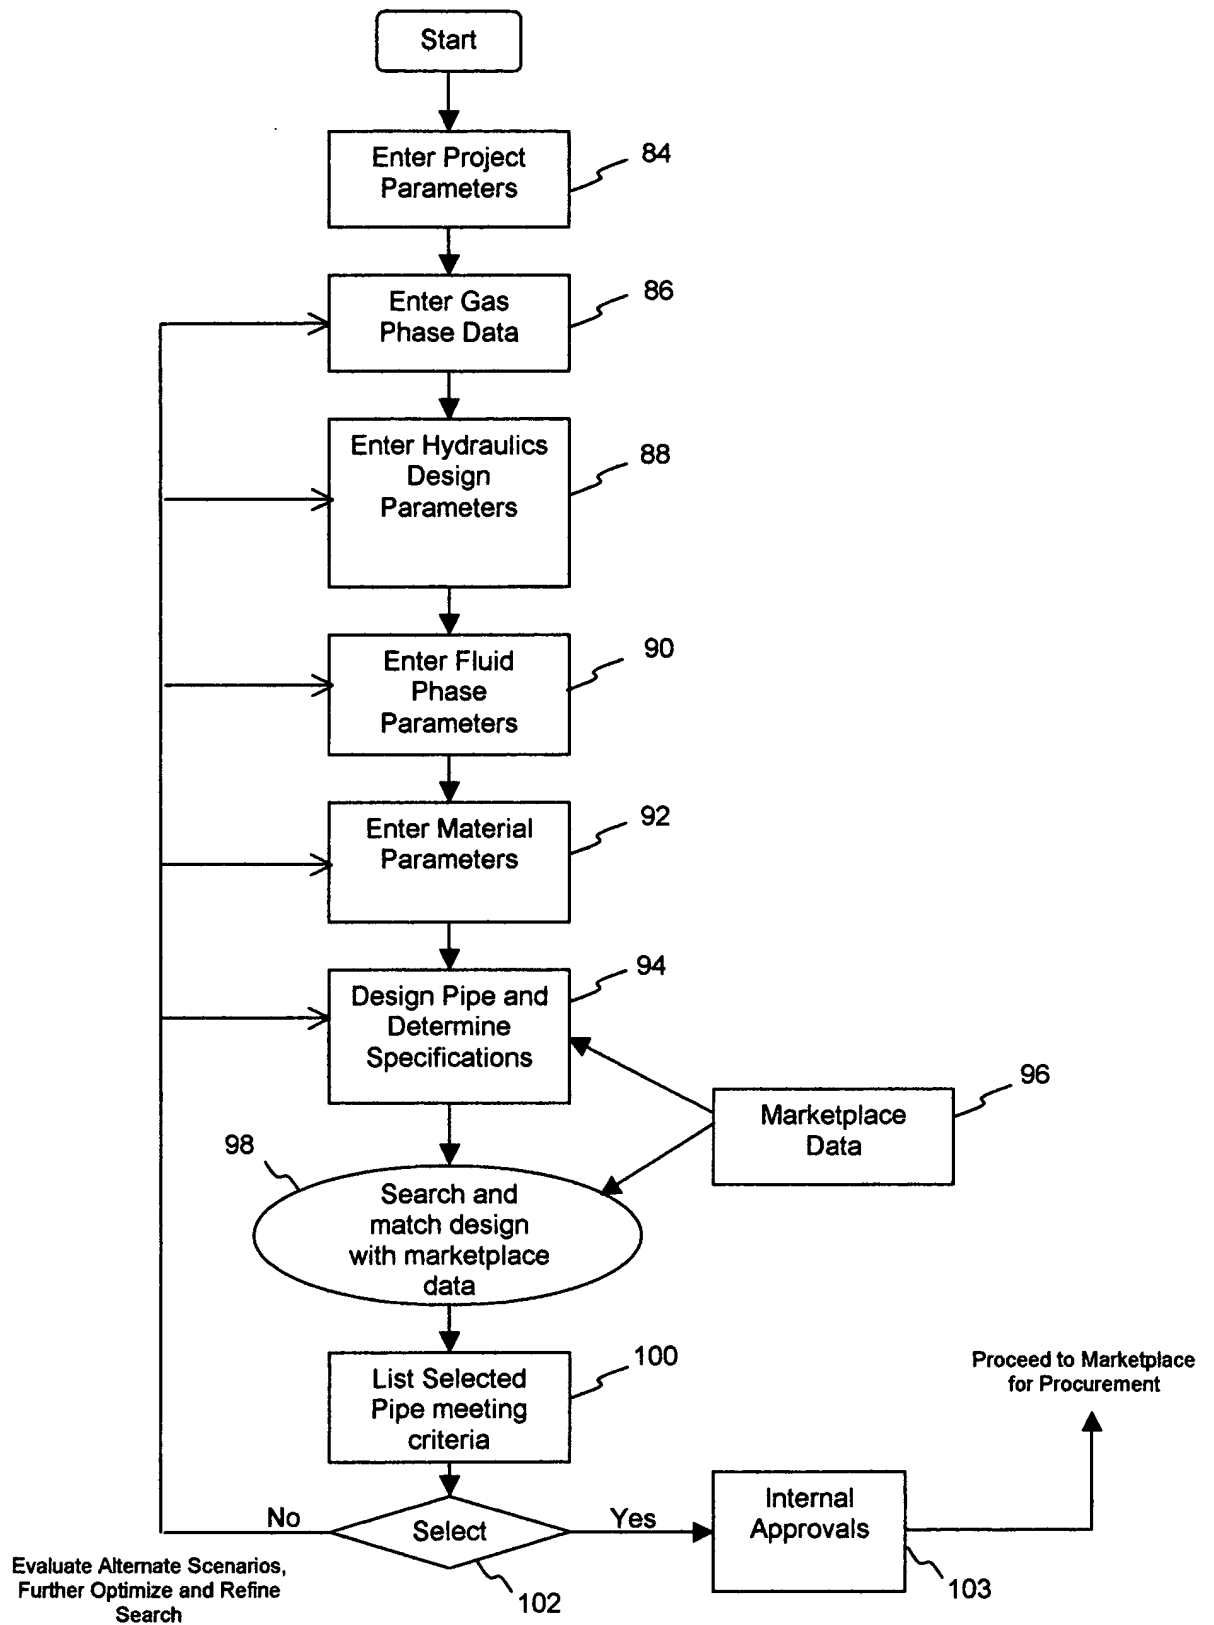 Start
Enter Project
Parameters
84
Enter Gas
Phase Data
86
Enter Hydraulics
Design
Parameters
88
Enter Fluid
Phase
Parameters
90
Enter Material
Parameters
92
Design Pipe and
Determine
Specifications
94
Marketplace
Data
96
98
Search and
match design
with marketplace
data
List Selected
Pipe meeting
criteria
100
Proceed to Marketplace
for Procurement
No
Select
Yes
102
Internal
Approvals
103
Evaluate Alternate Scenarios,
Further Optimize and Refine
Search